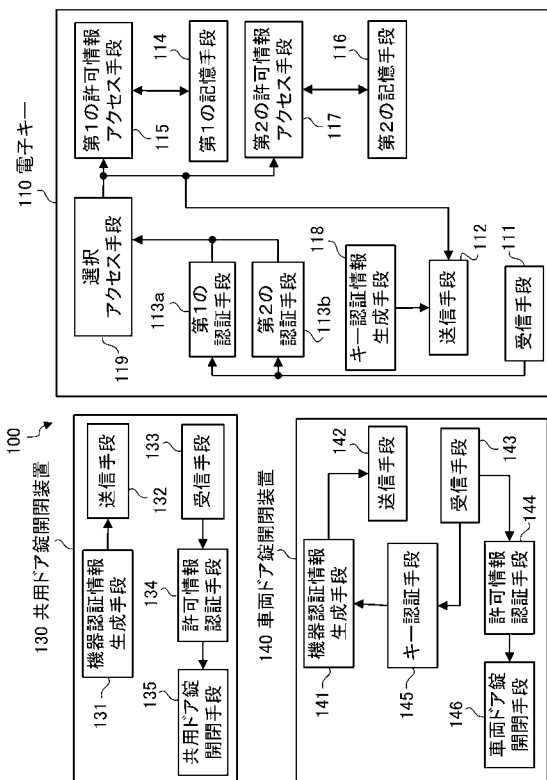 100
130 共用ドア錠開閉装置
機器認証情報
生成手段
131
送信手段
132
受信手段
133
許可情報
認証手段
134
共用ドア錠
開閉手段
135
140 車両ドア錠開閉装置
機器認証情報
生成手段
141
送信手段
142
受信手段
143
キー認証手段
145
許可情報
認証手段
144
車両ドア錠
開閉手段
146
110 電子キー
選択
アクセス手段
119
第1の許可情報
アクセス手段
115
第1の記憶手段
114
第2の許可情報
アクセス手段
117
第2の記憶手段
116
第1の
認証手段
113a
第2の
認証手段
113b
キー認証情報
生成手段
118
送信手段
112
受信手段
111